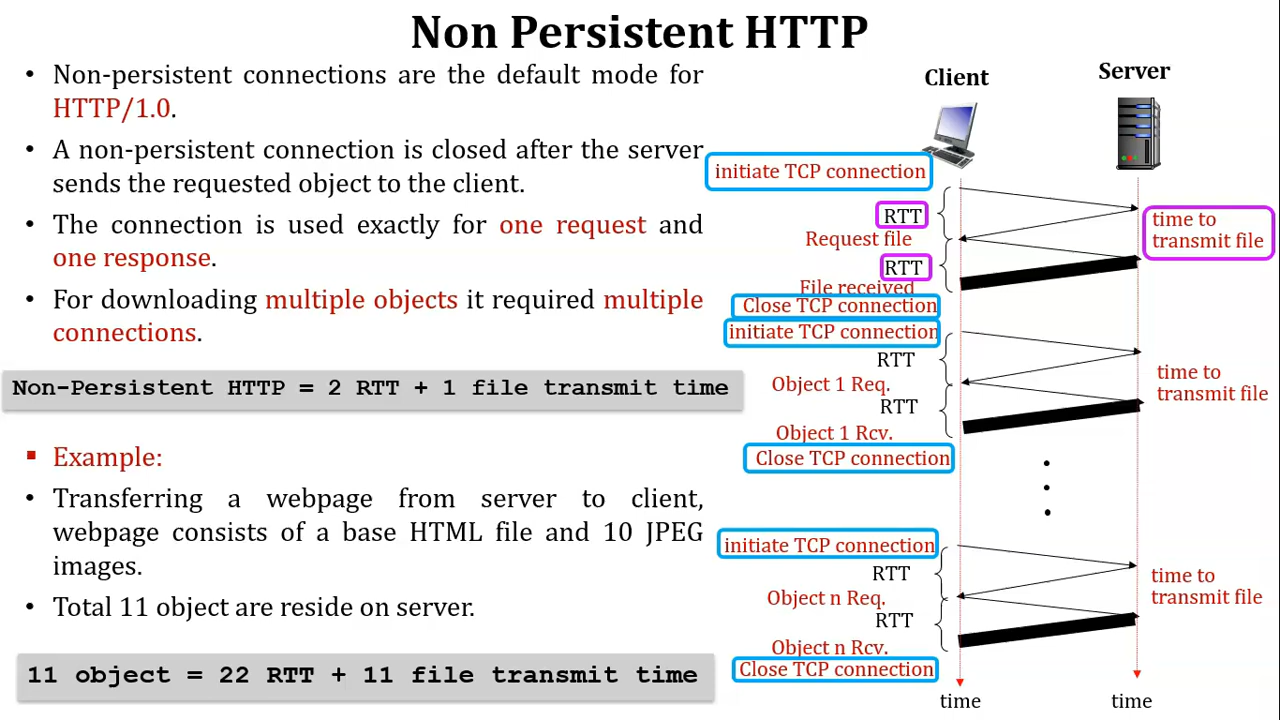 Non Persistent HTTP
• Non-persistent connections are the default mode for
HTTP/1.0.
• A non-persistent connection is closed after the server
sends the requested object to the client.
• The connection is used exactly for one request and
one response.
• For downloading multiple objects it required multiple
connections.
Non-Persistent HTTP = 2 RTT + 1 file transmit time
▪ Example:
• Transferring a webpage from server to client,
webpage consists of a base HTML file and 10 JPEG
images.
• Total 11 object are reside on server.
11 object = 22 RTT + 11 file transmit time
Client
Server
initiate TCP connection
RTT
Request file
time to
transmit file
RTT
File received
Close TCP connection
initiate TCP connection
RTT
Object 1 Req.
time to
transmit file
RTT
Object 1 Rcv.
Close TCP connection
initiate TCP connection
RTT
Object n Req.
time to
transmit file
RTT
Object n Rcv.
Close TCP connection
time
time